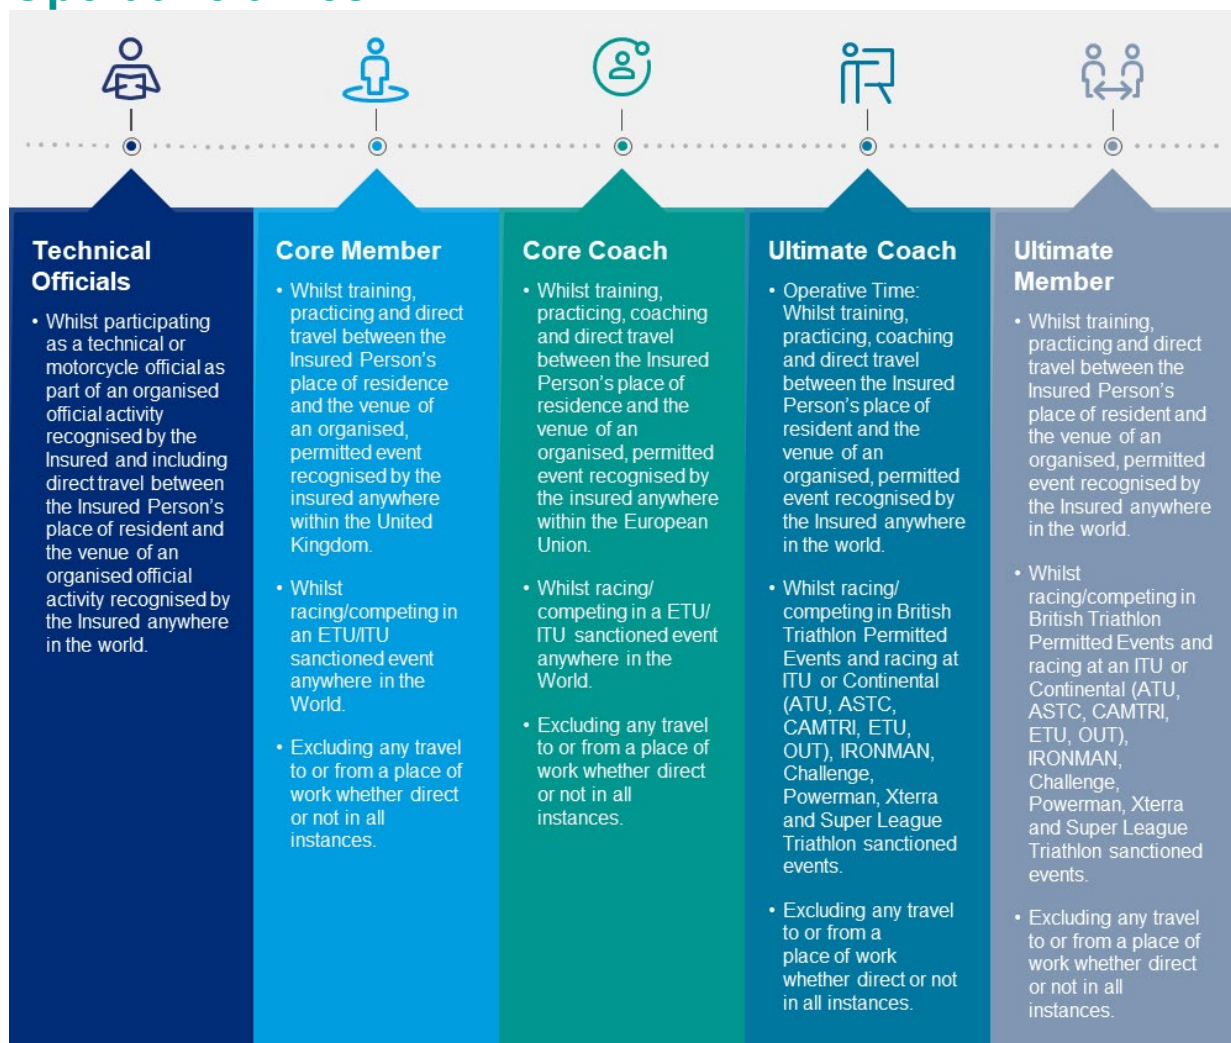 Technical
Officials
• Whilst participating
as a technical or
motorcycle official as
part of an organised
official activity
recognised by the
Insured and including
direct travel between
the Insured Person's
place of resident and
the venue of an
organised official
activity recognised by
the Insured anywhere
in the world.
Core Member
• Whilst training,
practicing and direct
travel between the
Insured Person's
place of residence
and the venue of
an organised,
permitted event
recognised by the
insured anywhere
within the United
Kingdom.
• Whilst
racing/competing in
an ETU/ITU
sanctioned event
anywhere in the
World.
• Excluding any travel
to or from a place of
work whether direct
or not in all
instances.
Core Coach
• Whilst training,
practicing, coaching
and direct travel
between the Insured
Person's place of
residence and the
venue of an
organised, permitted
event recognised by
the insured anywhere
within the European
Union.
• Whilst racing/
competing in a ETU/
ITU sanctioned event
anywhere in the
World.
• Excluding any travel
to or from a place of
work whether direct
or not in all
instances.
Ultimate Coach
• Operative Time:
Whilst training,
practicing, coaching
and direct travel
between the Insured
Person's place of
resident and the
venue of an
organised, permitted
event recognised by
the Insured anywhere
in the world.
• Whilst racing/
competing in British
Triathlon Permitted
Events and racing at
ITU or Continental
(ATU, ASTC,
CAMTRI, ETU,
OUT), IRONMAN,
Challenge,
Powerman, Xterra
and Super League
Triathlon sanctioned
events.
• Excluding any travel
to or from a
place of work
whether direct or not
in all instances.
Ultimate
Member
• Whilst training,
practicing and direct
travel between the
Insured Person's
place of resident and
the venue of an
organised, permitted
event recognised by
the Insured anywhere
in the world.
• Whilst
racing/competing in
British Triathlon
Permitted Events and
racing at an ITU or
Continental (ATU,
ASTC, CAMTRI,
ETU, OUT),
IRONMAN,
Challenge,
Powerman, Xterra
and Super League
Triathlon sanctioned
events.
• Excluding any travel
to or from a place of
work whether direct
or not in all
instances.